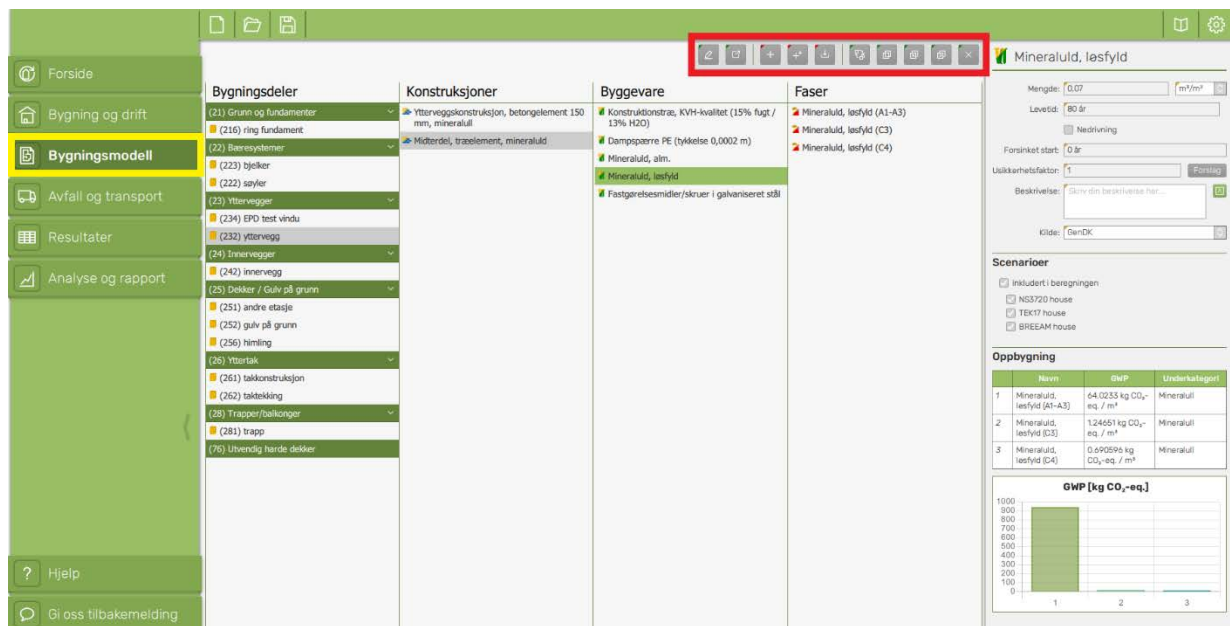 Forside
Bygning og drift
Bygningsmodell
Avfall og transport
Resultater
Analyse og rapport
? Hjelp
Gi oss tilbakemelding
Bygningsdeler
(21) Grunn og fundamenter
(216) ring fundament
(22) Bæresystemer
(223) bjelker
(222) søyler
(23) Yttervegger
(234) EPD test vindu
(232) yttervegg
(24) Innervegger
(242) innervegg
(25) Dekker / Gulv på grunn
(251) andre etasje
(252) gulv på grunn
(256) himling
(26) Yttertak
(261) takkonstruksjon
(262) taktekking
(28) Trapper/balkonger
(281) trapp
(76) Utvendig harde dekker
Konstruksjoner
Ytterveggskonstruksjon, betongelement 150
mm, mineralull
Midterdel, træelement, mineraluld
Byggevare
Konstruktionstræ, KVH-kvalitet (15% fugt /
13% H2O)
Dampspærre PE (tykkelse 0,0002 m)
Mineraluld, alm.
Mineraluld, løsfyld
Fastgørelsesmidler/skruer i galvaniseret stål
Faser
Mineraluld, løsfyld (A1-A3)
Mineraluld, løsfyld (C3)
Mineraluld, løsfyld (C4)
Mineraluld, løsfyld
Mengde: 0,07 m³/m²
Levetid: 80 år
Nedrivning
Forsinket start: 0 år
Usikkerhetsfaktor: 1 Forslag
Beskrivelse: Skriv din beskrivelse her...
Kilde: GenDK
Scenarioer
Inkludert i beregningen
NS3720 house
TEK17 house
BREEAM house
Oppbygning
Navn GWP Underkategori
1 Mineraluld, løsfyld (A1-A3) 64.0233 kg CO₂-eq. / m³ Mineralull
2 Mineraluld, løsfyld (C3) 1.24651 kg CO₂-eq. / m³ Mineralull
3 Mineraluld, løsfyld (C4) 0.690596 kg CO₂-eq. / m³ Mineralull
GWP [kg CO₂-eq.]
1000
900
800
700
600
500
400
300
200
100
0
1 2 3